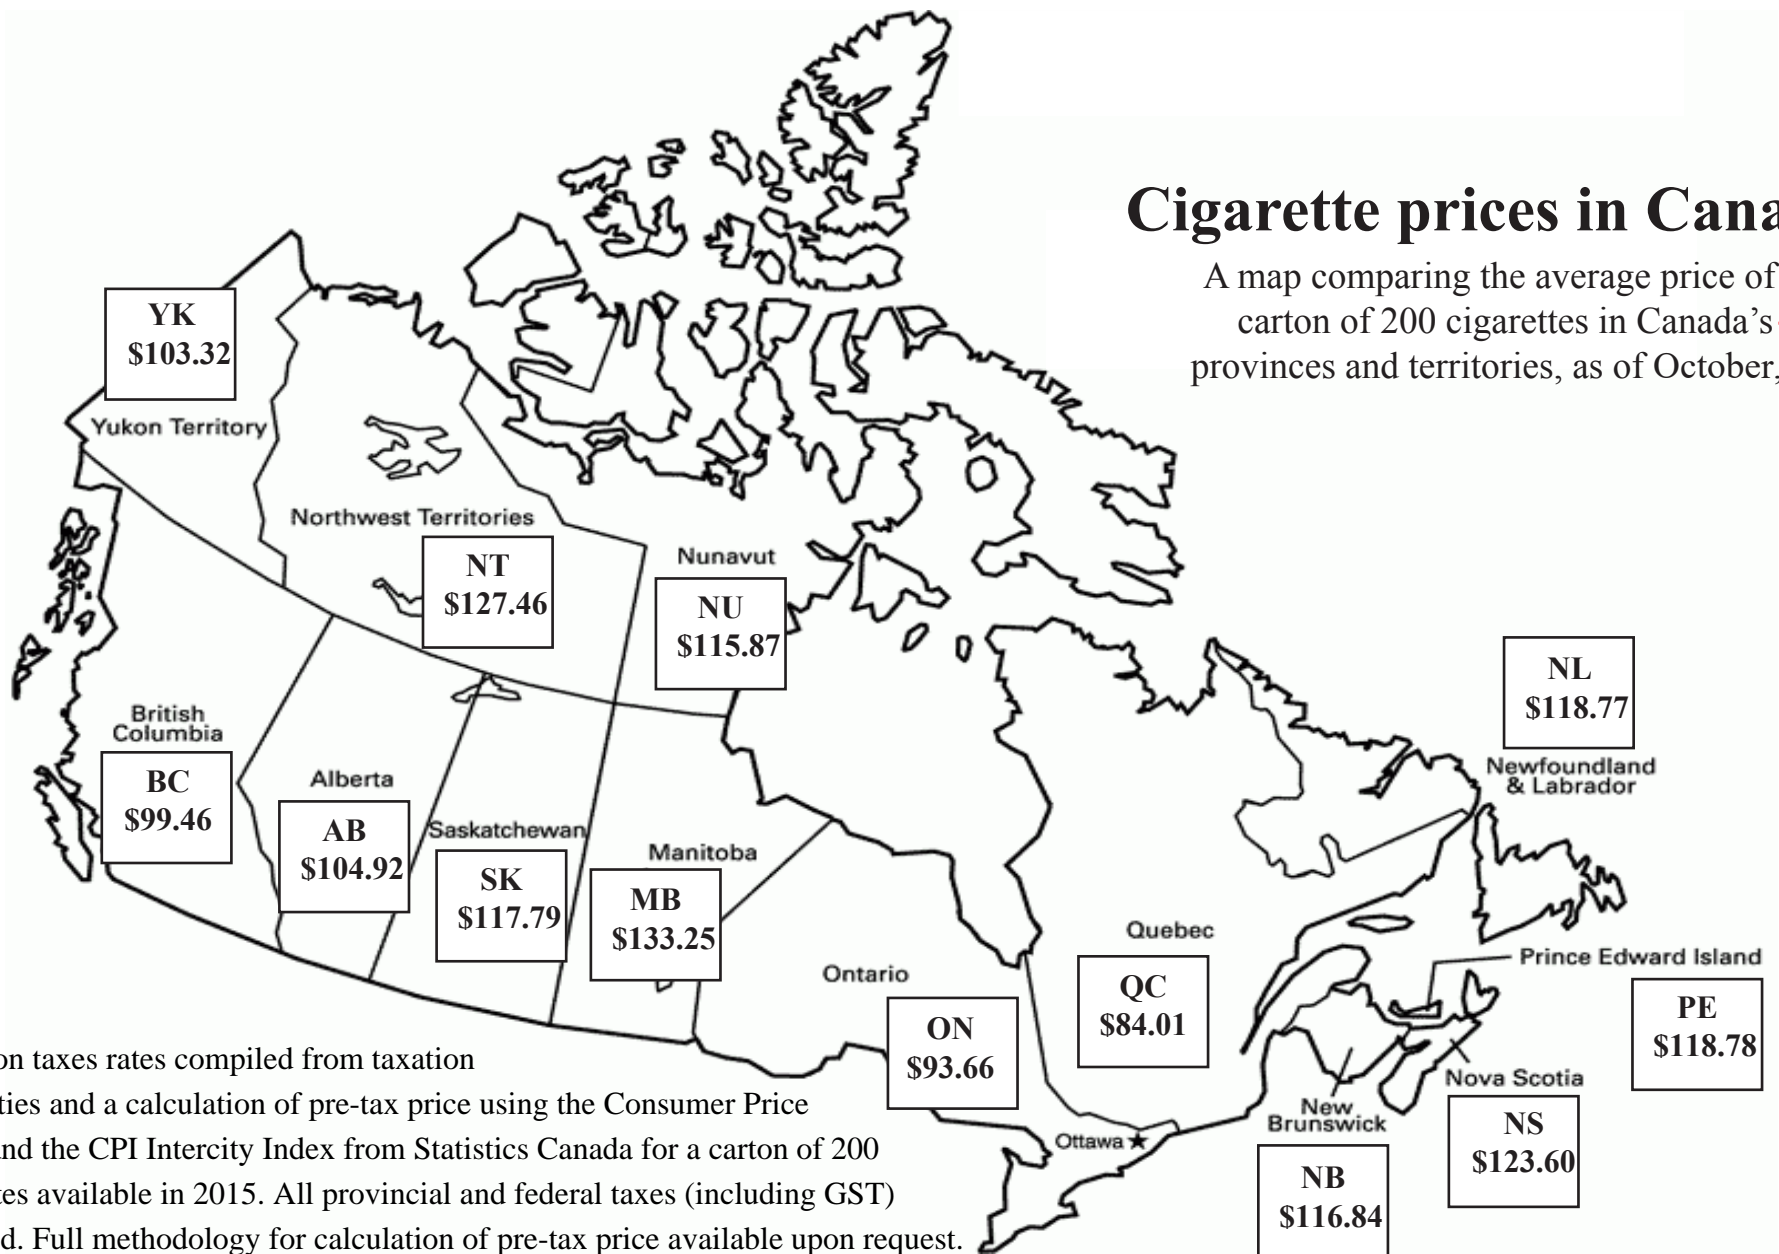 Cigarette prices in Cana
A map comparing the average price of
carton of 200 cigarettes in Canada's
provinces and territories, as of October,
YK
$103.32
Yukon Territory
Northwest Territories
NT
$127.46
Nunavut
NU
$115.87
NL
$118.77
Newfoundland
& Labrador
British
Columbia
BC
$99.46
Alberta
AB
$104.92
Saskatchewan
SK
$117.79
Manitoba
MB
$133.25
Ontario
ON
$93.66
Quebec
QC
$84.01
Prince Edward Island
PE
$118.78
Nova Scotia
NS
$123.60
New
Brunswick
NB
$116.84
Ottawa
on taxes rates compiled from taxation
ties and a calculation of pre-tax price using the Consumer Price
nd the CPI Intercity Index from Statistics Canada for a carton of 200
tes available in 2015. All provincial and federal taxes (including GST)
d. Full methodology for calculation of pre-tax price available upon request.